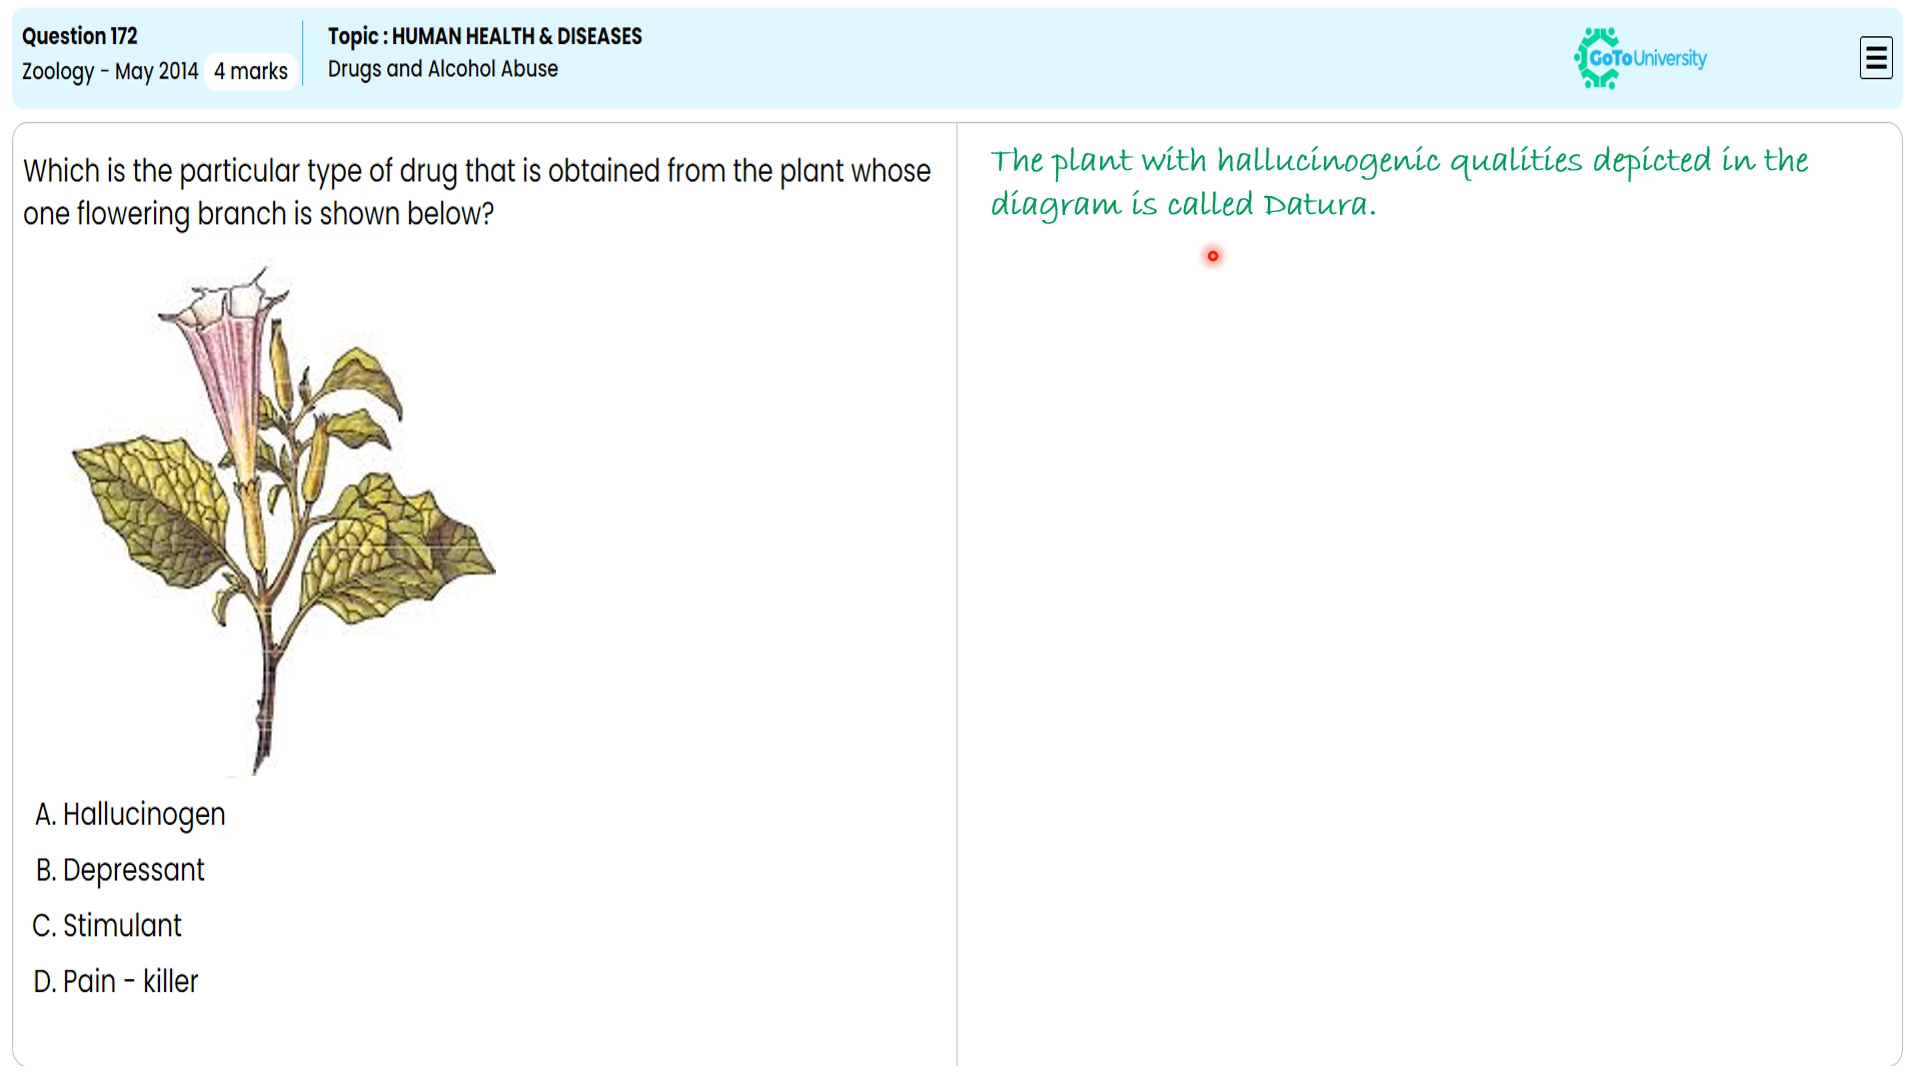 Question 172
Zoology - May 2014 4 marks
Topic : HUMAN HEALTH & DISEASES
Drugs and Alcohol Abuse
GoToUniversity
Which is the particular type of drug that is obtained from the plant whose
one flowering branch is shown below?
A. Hallucinogen
B. Depressant
C. Stimulant
D. Pain - killer
The plant with hallucinogenic qualities depicted in the
diagram is called Datura.